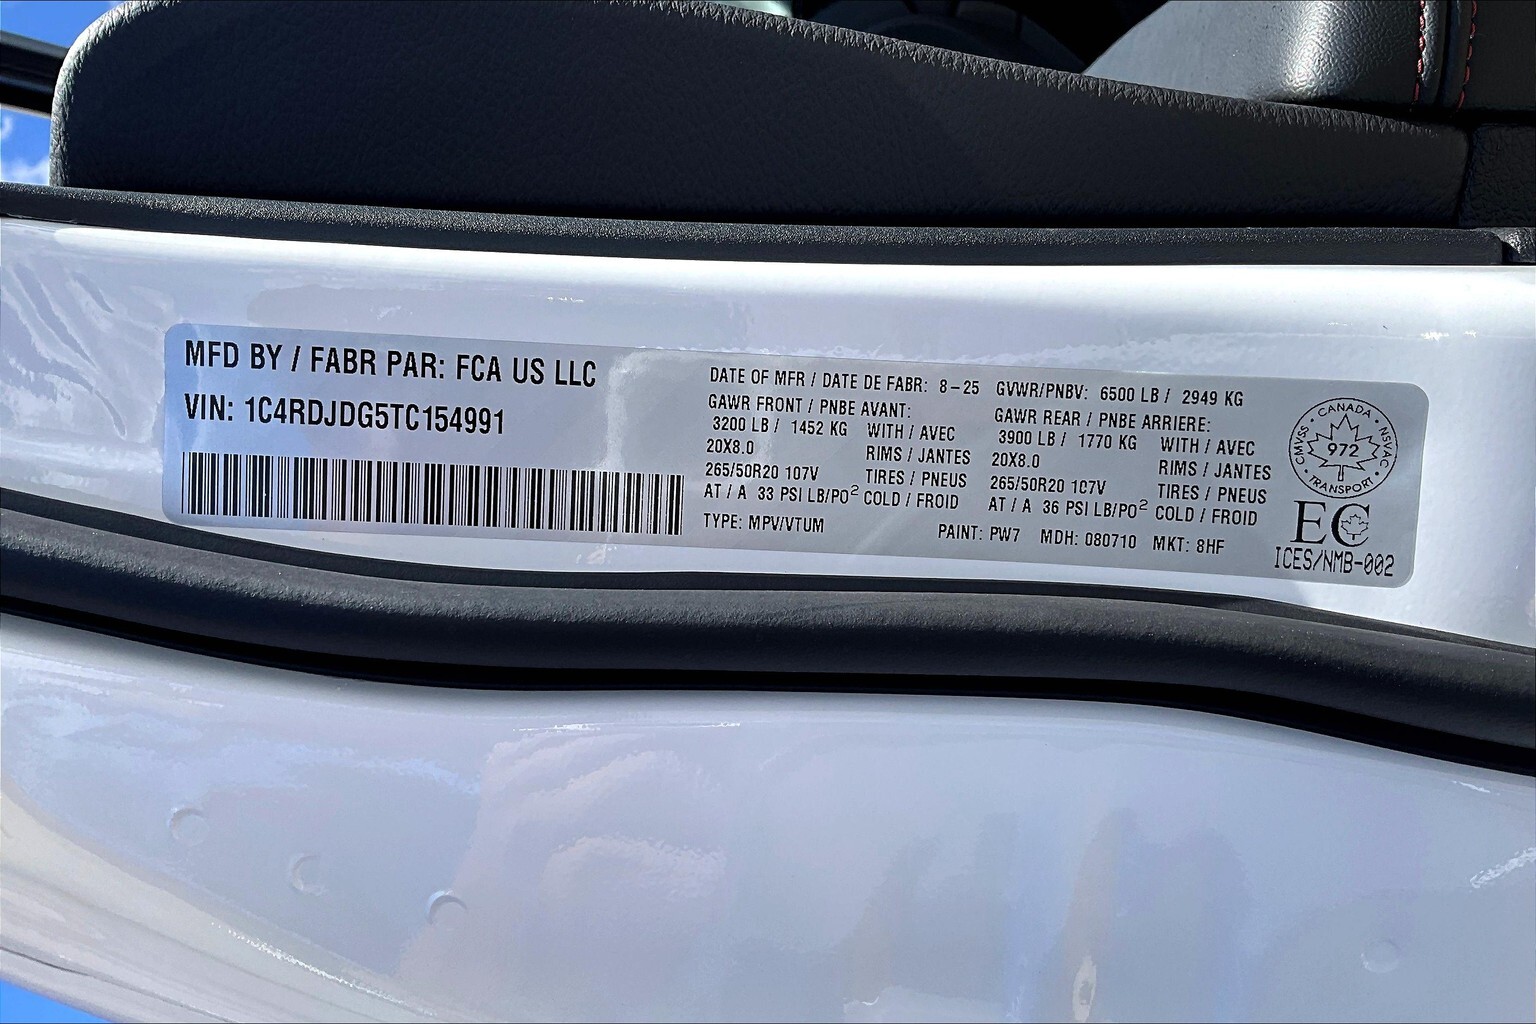 MFD BY / FABR PAR: FCA US LLC
VIN: 1C4RDJDG5TC154991
DATE OF MFR / DATE DE FABR: 8-25 GVWR/PNBV: 6500 LB / 2949 KG
GAWR FRONT / PNBE AVANT:
3200 LB / 1452 KG WITH / AVEC
20X8.0 RIMS / JANTES
265/50R20 107V TIRES / PNEUS
AT / A 33 PSI LB/PO² COLD / FROID
GAWR REAR / PNBE ARRIERE:
3900 LB / 1770 KG WITH / AVEC
20X8.0 RIMS / JANTES
265/50R20 107V TIRES / PNEUS
AT / A 36 PSI LB/PO² COLD / FROID
TYPE: MPV/VTUM PAINT: PW7 MDH: 080710 MKT: 8HF
CANADA • NSVAC • TRANSPORT • CMVSS •
972
EC
ICES/NMB-002